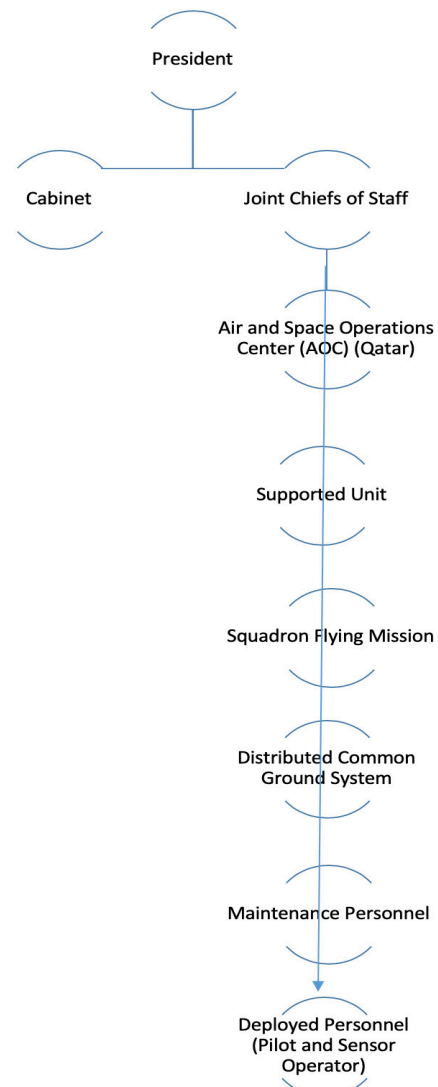 President
Cabinet
Joint Chiefs of Staff
Air and Space Operations
Center (AOC) (Qatar)
Supported Unit
Squadron Flying Mission
Distributed Common
Ground System
Maintenance Personnel
Deployed Personnel
(Pilot and Sensor
Operator)